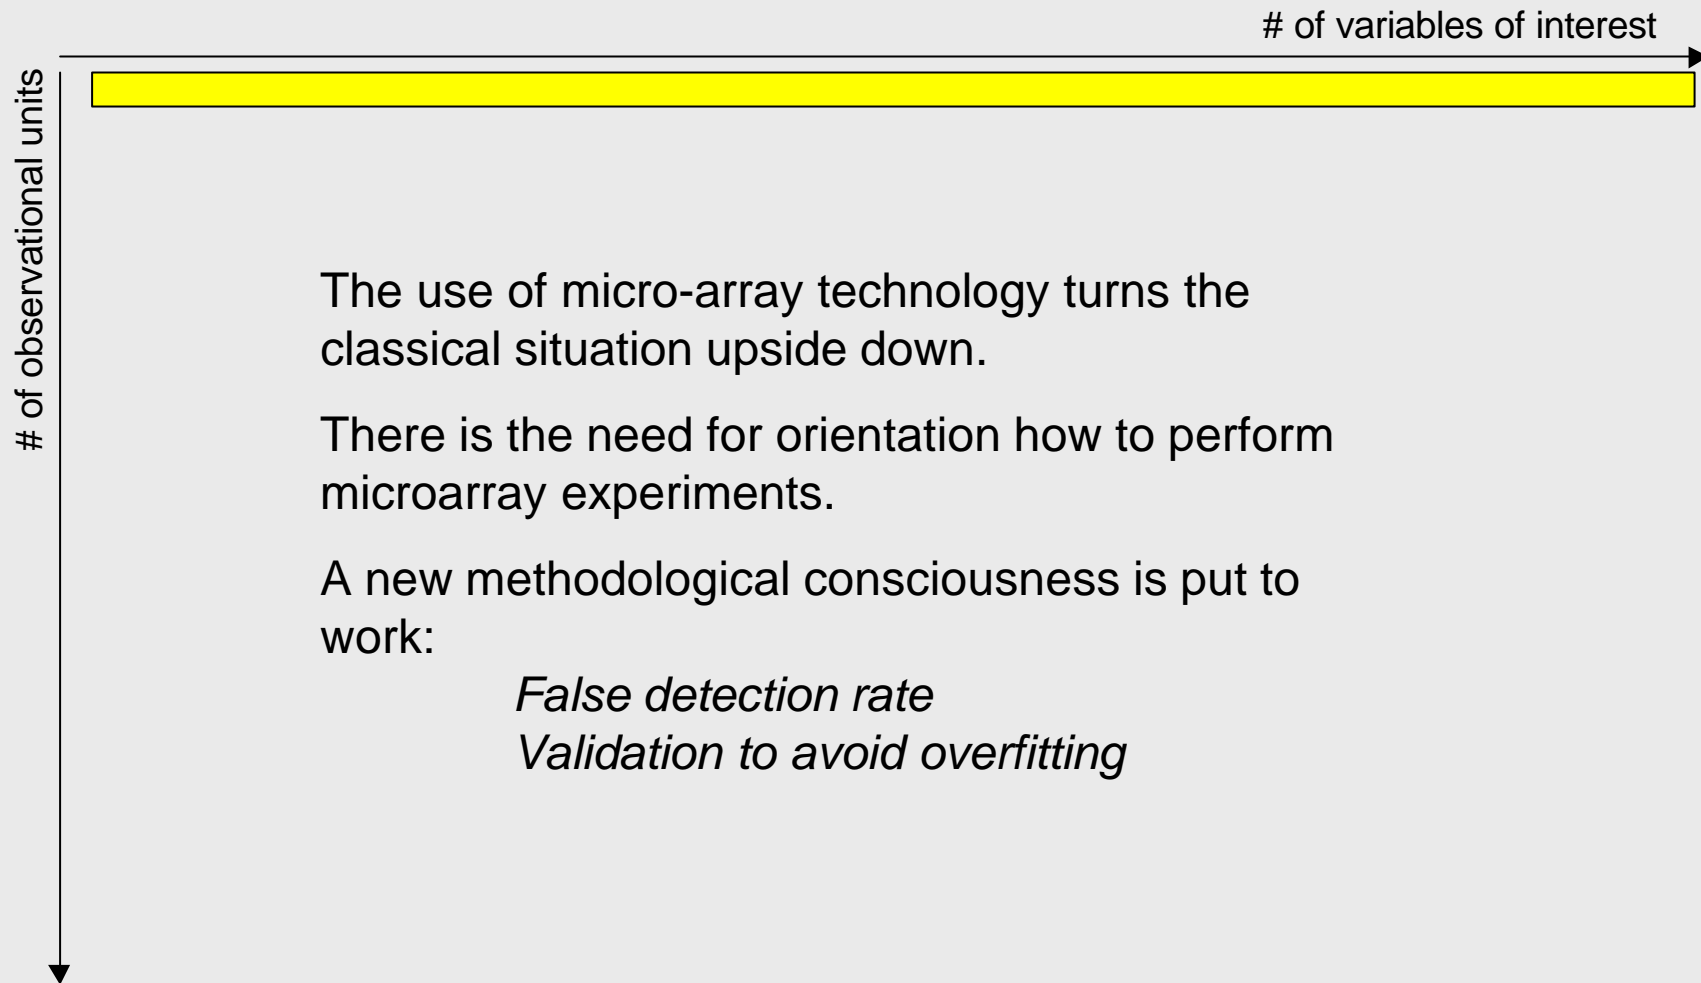 # of variables of interest
# of observational units
The use of micro-array technology turns the
classical situation upside down.
There is the need for orientation how to perform
microarray experiments.
A new methodological consciousness is put to
work:
False detection rate
Validation to avoid overfitting